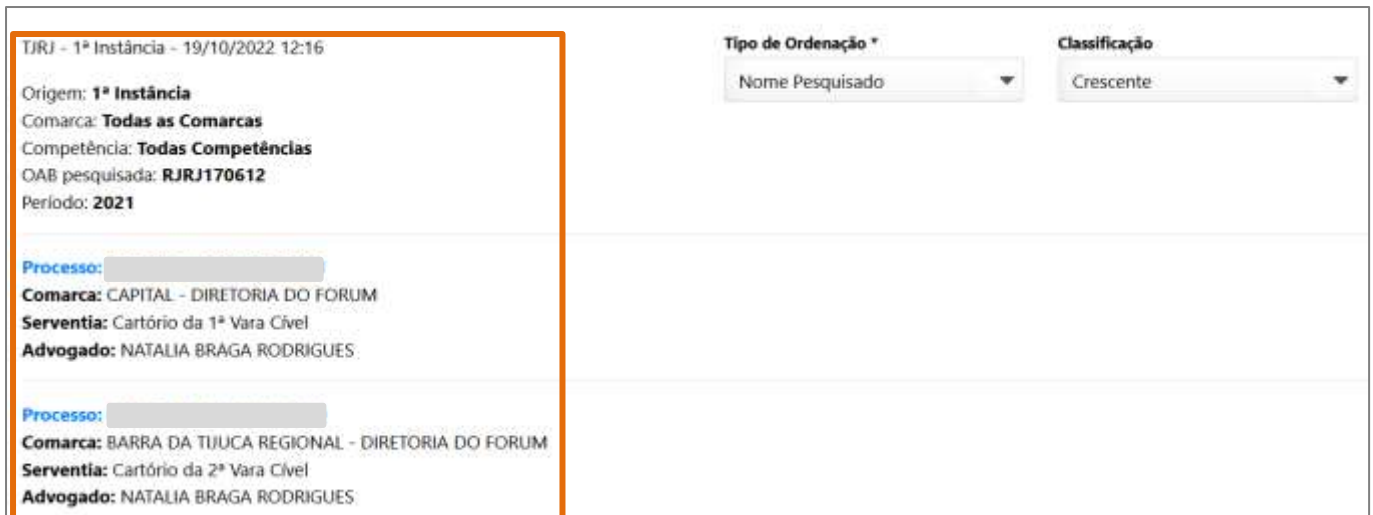 TJRJ - 1ª Instância - 19/10/2022 12:16
Tipo de Ordenação *
Classificação
Nome Pesquisado
Crescente
Origem: 1ª Instância
Comarca: Todas as Comarcas
Competência: Todas Competências
OAB pesquisada: RJRJ170612
Período: 2021
Processo:
Comarca: CAPITAL - DIRETORIA DO FORUM
Serventia: Cartório da 1ª Vara Cível
Advogado: NATALIA BRAGA RODRIGUES
Processo:
Comarca: BARRA DA TIJUCA REGIONAL - DIRETORIA DO FORUM
Serventia: Cartório da 2ª Vara Cível
Advogado: NATALIA BRAGA RODRIGUES